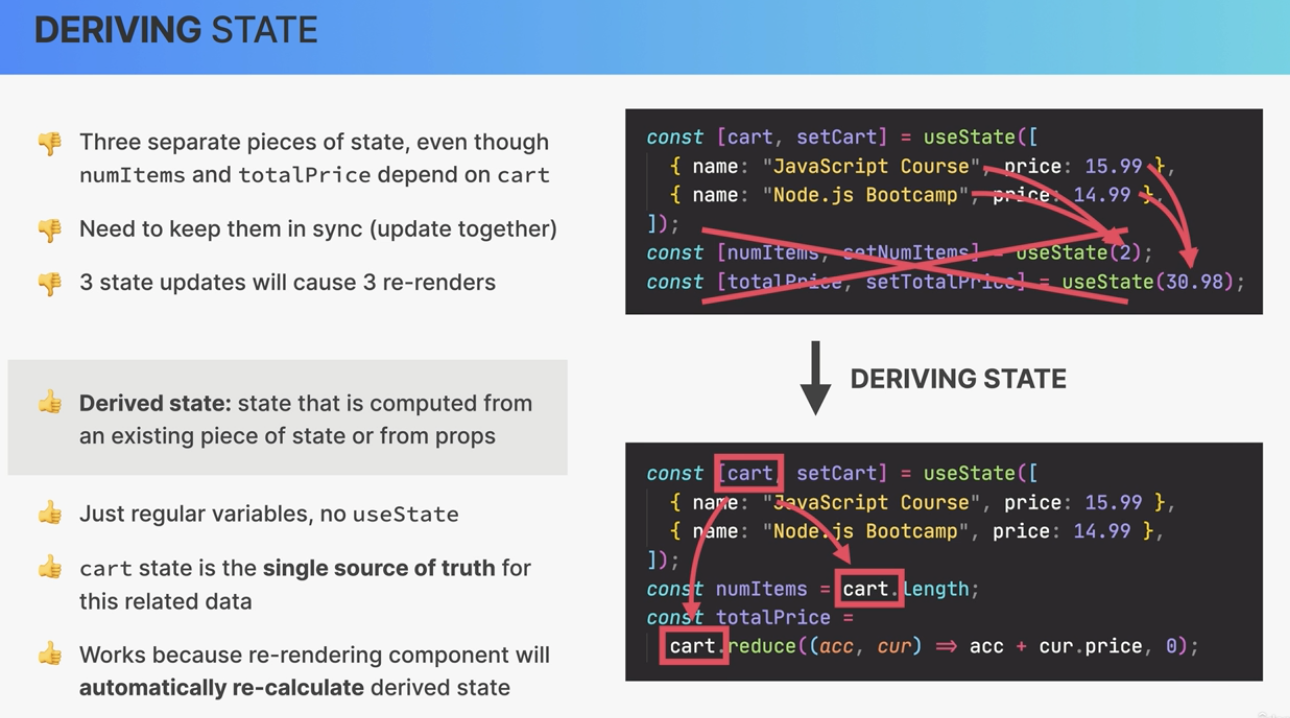 DERIVING STATE
👎 Three separate pieces of state, even though
numItems and totalPrice depend on cart
👎 Need to keep them in sync (update together)
👎 3 state updates will cause 3 re-renders
👍 Derived state: state that is computed from
an existing piece of state or from props
👍 Just regular variables, no useState
👍 cart state is the single source of truth for
this related data
👍 Works because re-rendering component will
automatically re-calculate derived state
const [cart, setCart] = useState([
{ name: "JavaScript Course", price: 15.99 },
{ name: "Node.js Bootcamp", price: 14.99 },
]);
const [numItems, setNumItems] = useState(2);
const [totalPrice, setTotalPrice] = useState(30.98);
DERIVING STATE
const [cart, setCart] = useState([
{ name: "JavaScript Course", price: 15.99 },
{ name: "Node.js Bootcamp", price: 14.99 },
]);
const numItems = cart.length;
const totalPrice =
cart.reduce((acc, cur) => acc + cur.price, 0);